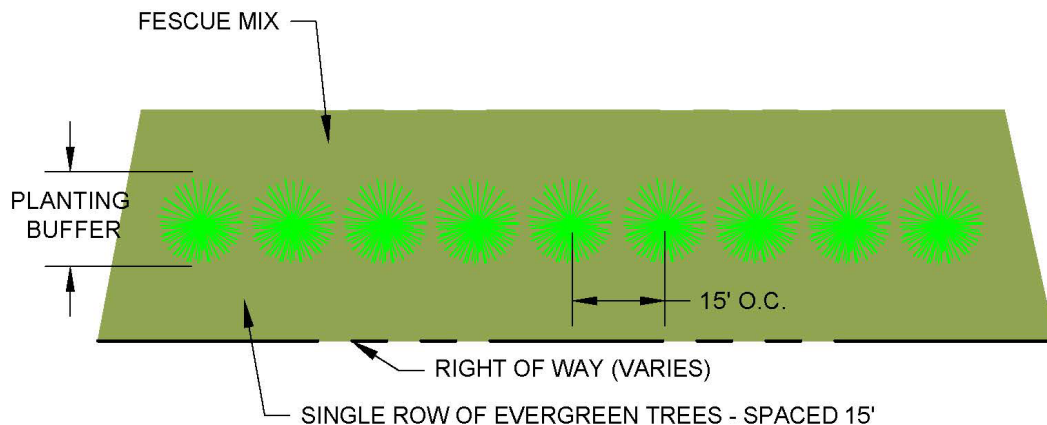 FESCUE MIX
PLANTING
BUFFER
15' O.C.
RIGHT OF WAY (VARIES)
SINGLE ROW OF EVERGREEN TREES - SPACED 15'